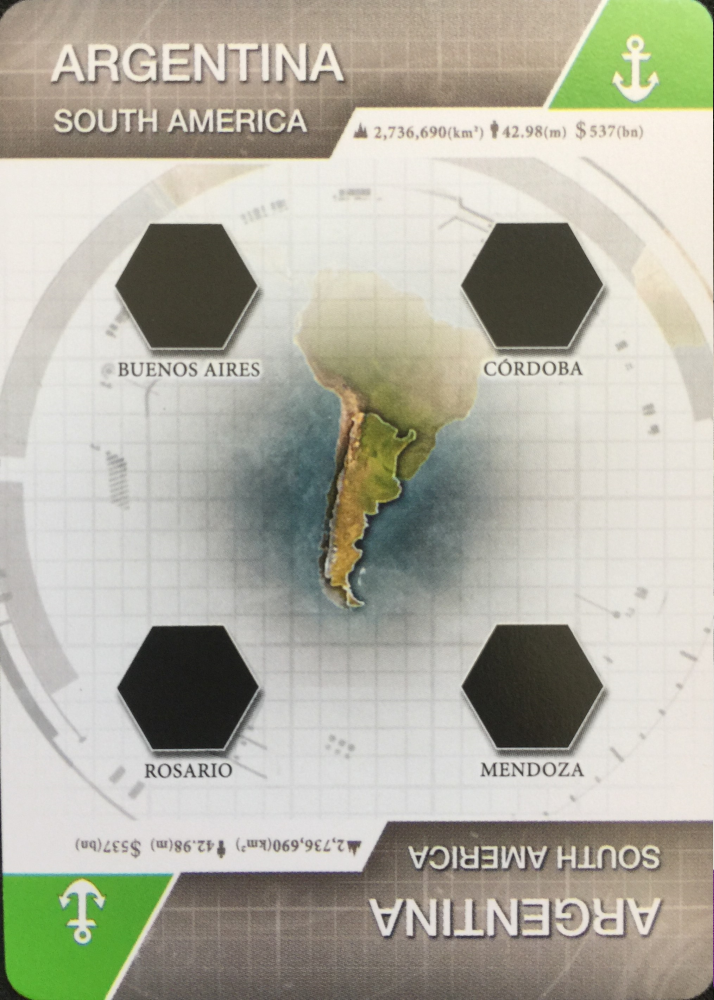 ARGENTINA
SOUTH AMERICA
2,736,690(km²) 42.98(m) $537(bn)
BUENOS AIRES
CÓRDOBA
ROSARIO
MENDOZA
2,736,690(km²) 42.98(m) $537(bn)
SOUTH AMERICA
ARGENTINA